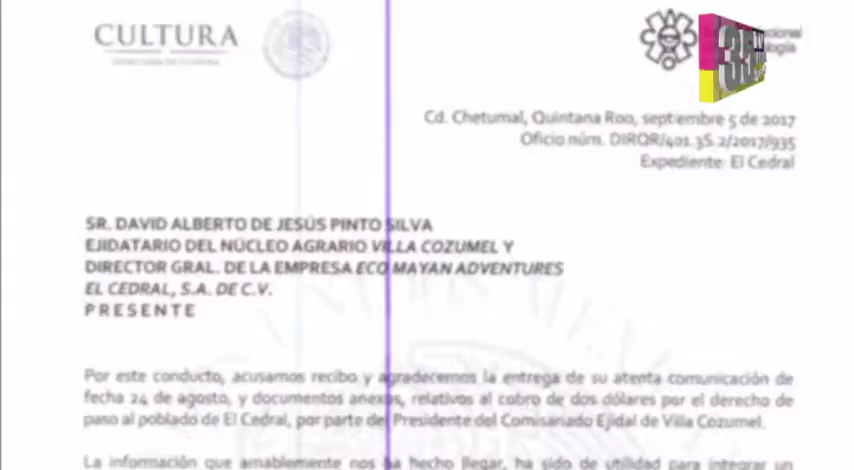 CULTURA
cional
35TV
logía
Cd. Chetumal, Quintana Roo, septiembre 5 de 2017
Oficio núm. DIRQR/401.3S.2/2017/935
Expediente: El Cedral
SR. DAVID ALBERTO DE JESÚS PINTO SILVA
EJIDATARIO DEL NÚCLEO AGRARIO VILLA COZUMEL Y
DIRECTOR GRAL. DE LA EMPRESA ECO MAYAN ADVENTURES
EL CEDRAL, S.A. DE C.V.
PRESENTE
Por este conducto, acusamos recibo y agradecemos la entrega de su atenta comunicación de
fecha 24 de agosto, y documentos anexos, relativos al cobro de dos dólares por el derecho de
paso al poblado de El Cedral, por parte del Presidente del Comisariado Ejidal de Villa Cozumel.
La información que amablemente nos ha hecho llegar, ha sido de utilidad para integrar un